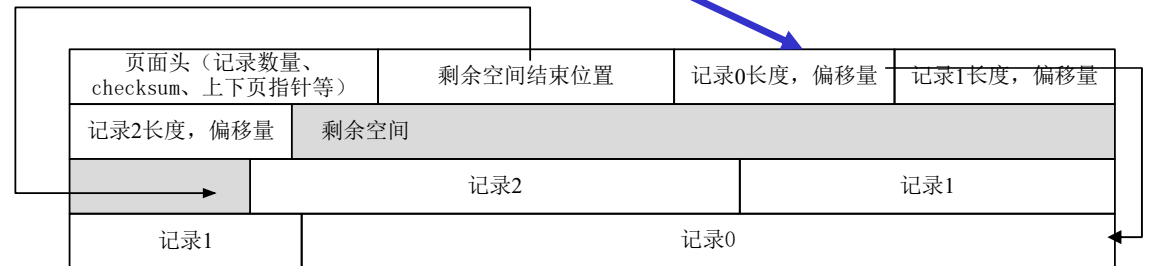 页面头（记录数量、
checksum、上下页指针等）
剩余空间结束位置
记录0长度，偏移量
记录1长度，偏移量
记录2长度，偏移量
剩余空间
记录2
记录1
记录1
记录0